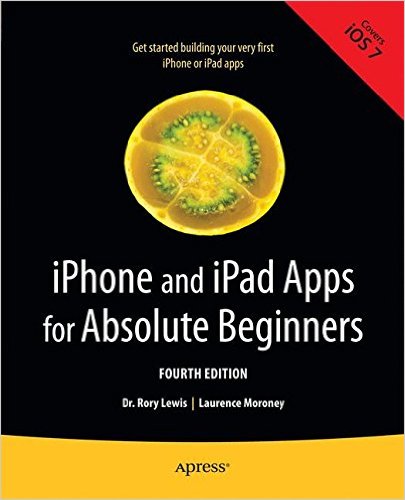 Covers
iOS 7
Get started building your very first
iPhone or iPad apps
iPhone and iPad Apps
for Absolute Beginners
FOURTH EDITION
Dr. Rory Lewis | Laurence Moroney
Apress®